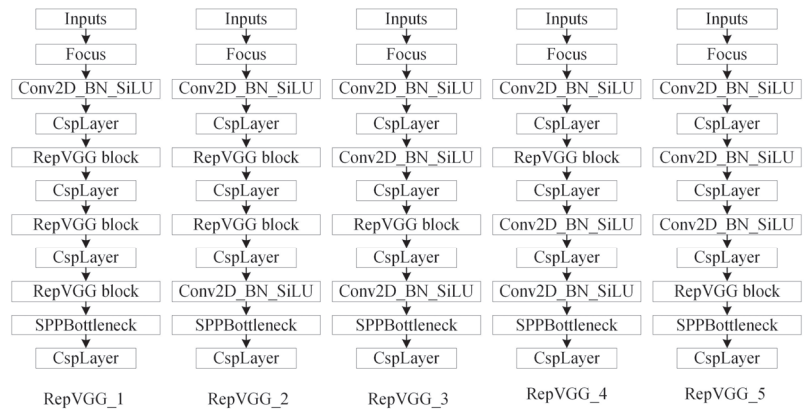 Inputs
Focus
Conv2D_BN_SiLU
CspLayer
RepVGG block
CspLayer
RepVGG block
CspLayer
RepVGG block
SPPBottleneck
CspLayer
RepVGG_1
Inputs
Focus
Conv2D_BN_SiLU
CspLayer
RepVGG block
CspLayer
RepVGG block
CspLayer
Conv2D_BN_SiLU
SPPBottleneck
CspLayer
RepVGG_2
Inputs
Focus
Conv2D_BN_SiLU
CspLayer
Conv2D_BN_SiLU
CspLayer
RepVGG block
CspLayer
Conv2D_BN_SiLU
SPPBottleneck
CspLayer
RepVGG_3
Inputs
Focus
Conv2D_BN_SiLU
CspLayer
RepVGG block
CspLayer
Conv2D_BN_SiLU
CspLayer
Conv2D_BN_SiLU
SPPBottleneck
CspLayer
RepVGG_4
Inputs
Focus
Conv2D_BN_SiLU
CspLayer
Conv2D_BN_SiLU
CspLayer
Conv2D_BN_SiLU
CspLayer
RepVGG block
SPPBottleneck
CspLayer
RepVGG_5